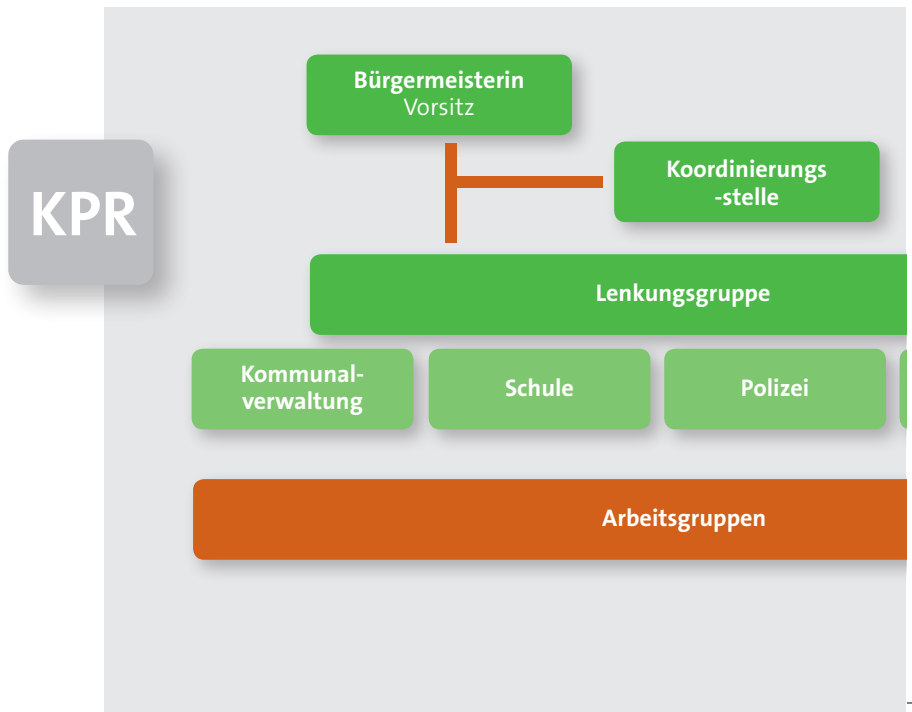 Bürgermeisterin
Vorsitz
KPR
Koordinierungs
-stelle
Lenkungsgruppe
Kommunal-
verwaltung
Schule
Polizei
Arbeitsgruppen